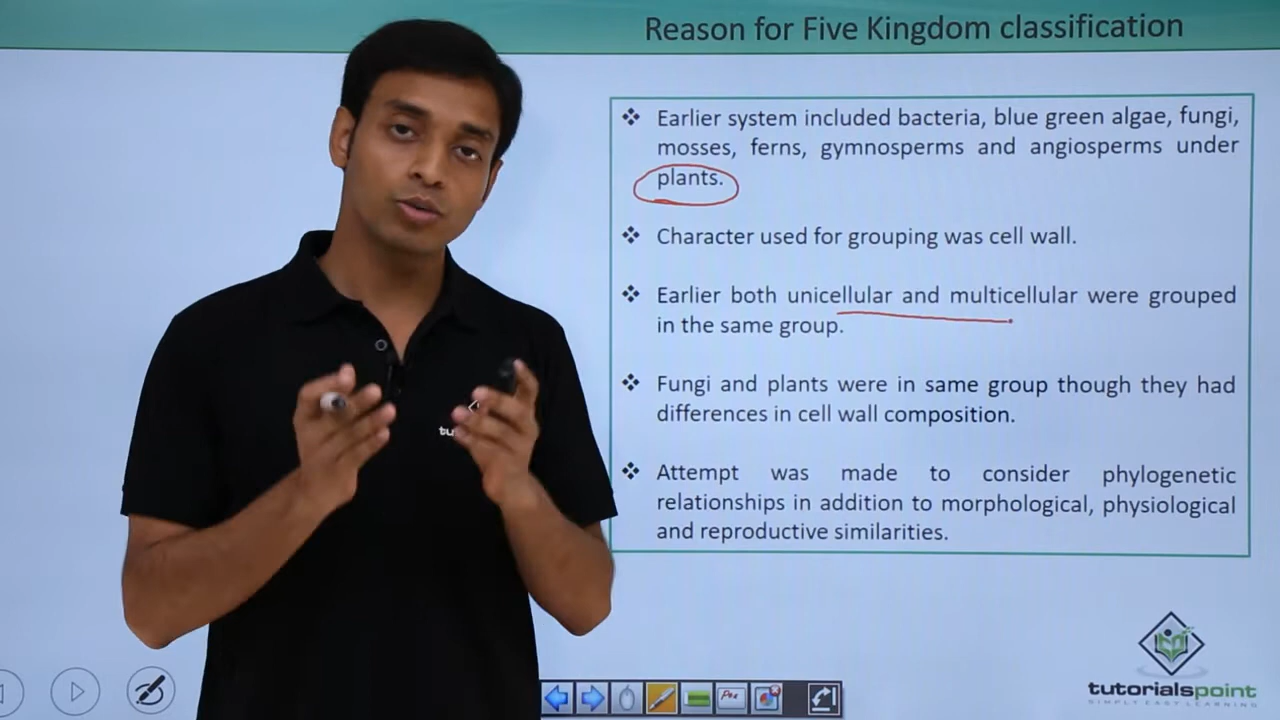 Reason for Five Kingdom classification
❖ Earlier system included bacteria, blue green algae, fungi,
mosses, ferns, gymnosperms and angiosperms under
plants.
❖ Character used for grouping was cell wall.
❖ Earlier both unicellular and multicellular were grouped
in the same group.
❖ Fungi and plants were in same group though they had
differences in cell wall composition.
❖ Attempt was made to consider phylogenetic
relationships in addition to morphological, physiological
and reproductive similarities.
tu
Pen
tutorialspoint
SIMPLY EASY LEARNING